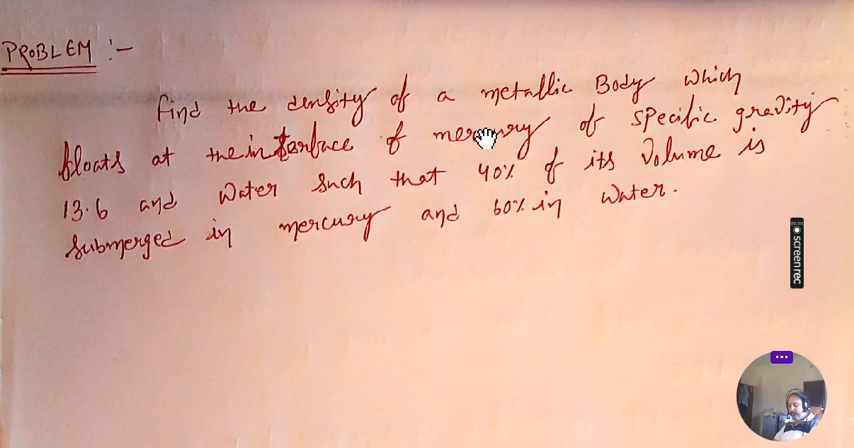 PROBLEM :-
Find the density of a metallic Body which
floats at the interface of mercury of specific gravity
13.6 and Water Such that 40% of its Volume is
submerged in mercury and 60% in Water.
screenrec